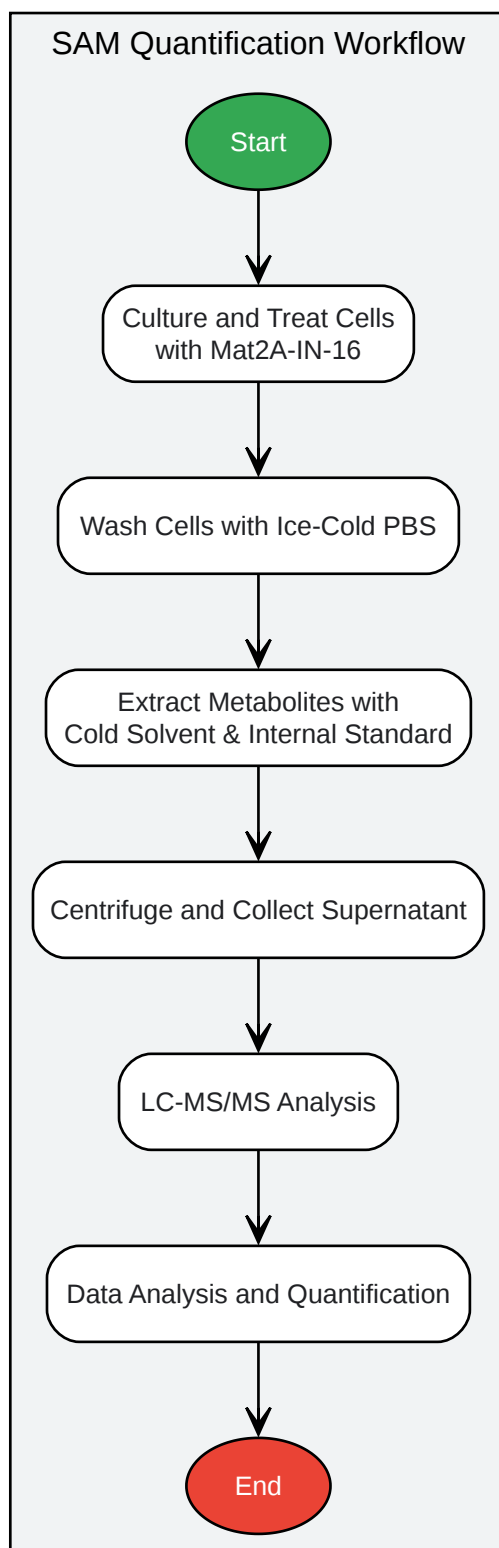 SAM Quantification Workflow
Start
Culture and Treat Cells
with Mat2A-IN-16
Wash Cells with Ice-Cold PBS
Extract Metabolites with
Cold Solvent & Internal Standard
Centrifuge and Collect Supernatant
LC-MS/MS Analysis
Data Analysis and Quantification
End